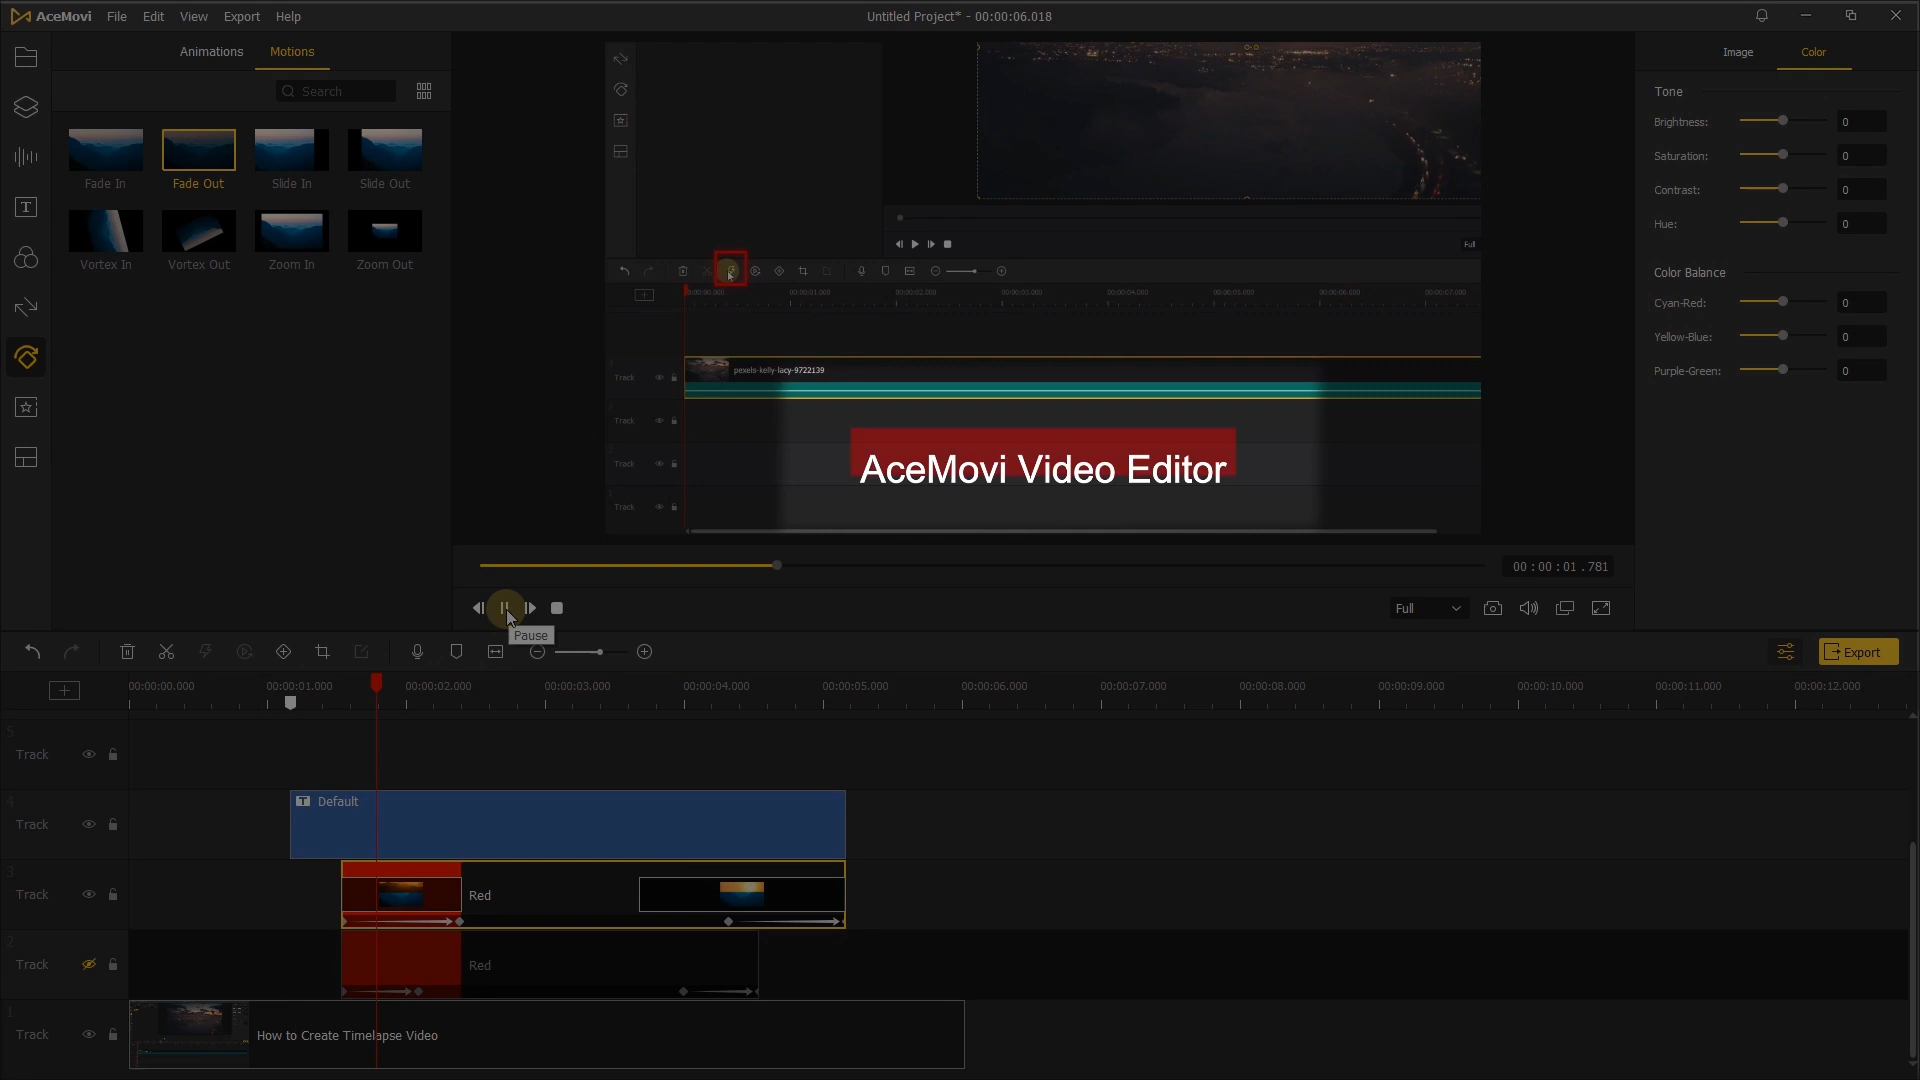 AceMovi File Edit View Export Help
Untitled Project* - 00:00:06.018
Animations Motions
Search
Fade In Fade Out Slide In Slide Out
Vortex In Vortex Out Zoom In Zoom Out
Full
00:00:01.000 00:00:02.000 00:00:03.000 00:00:04.000 00:00:05.000 00:00:06.000 00:00:07.000
Track pexels-kelly-lacy-9722139
Track
Track
Track
AceMovi Video Editor
00 : 00 : 01 . 781
Full
Pause
Image Color
Tone
Brightness: 0
Saturation: 0
Contrast: 0
Hue: 0
Color Balance
Cyan-Red: 0
Yellow-Blue: 0
Purple-Green: 0
Export
00:00:00.000 00:00:01.000 00:00:02.000 00:00:03.000 00:00:04.000 00:00:05.000 00:00:06.000 00:00:07.000 00:00:08.000 00:00:09.000 00:00:10.000 00:00:11.000 00:00:12.000
5
Track
4
Track
T Default
3
Track
Red
2
Track
Red
1
Track
How to Create Timelapse Video